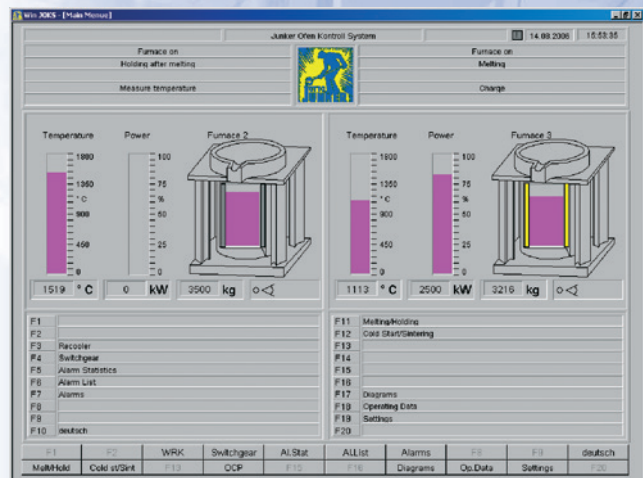 Win JOKS - [Main Menue]
Junker Ofen Kontroll System 14.09.2006 15:53:35
Furnace on
Holding after melting
Measure temperature
JUNKER
Furnace on
Melting
Charge
Temperature Power Furnace 2
1800 100
1350 75
°C %
900 50
450 25
0 0
1519 °C 0 kW 3500 kg
Temperature Power Furnace 3
1800 100
1350 75
°C %
900 50
450 25
0 0
1113 °C 2500 kW 3216 kg
F1
F2
F3 Recooler
F4 Switchgear
F5 Alarm Statistics
F6 Alarm List
F7 Alarms
F8
F9
F10 deutsch
F11 Melting/Holding
F12 Cold Start/Sintering
F13
F14
F15
F16
F17 Diagrams
F18 Operating Data
F19 Settings
F20
F1 F2 WRK Switchgear Al.Stat Al.List Alarms F8 F9 deutsch
Melt/Hold Cold st/Sint F13 OCP F15 F16 Diagrams Op.Data Settings F20